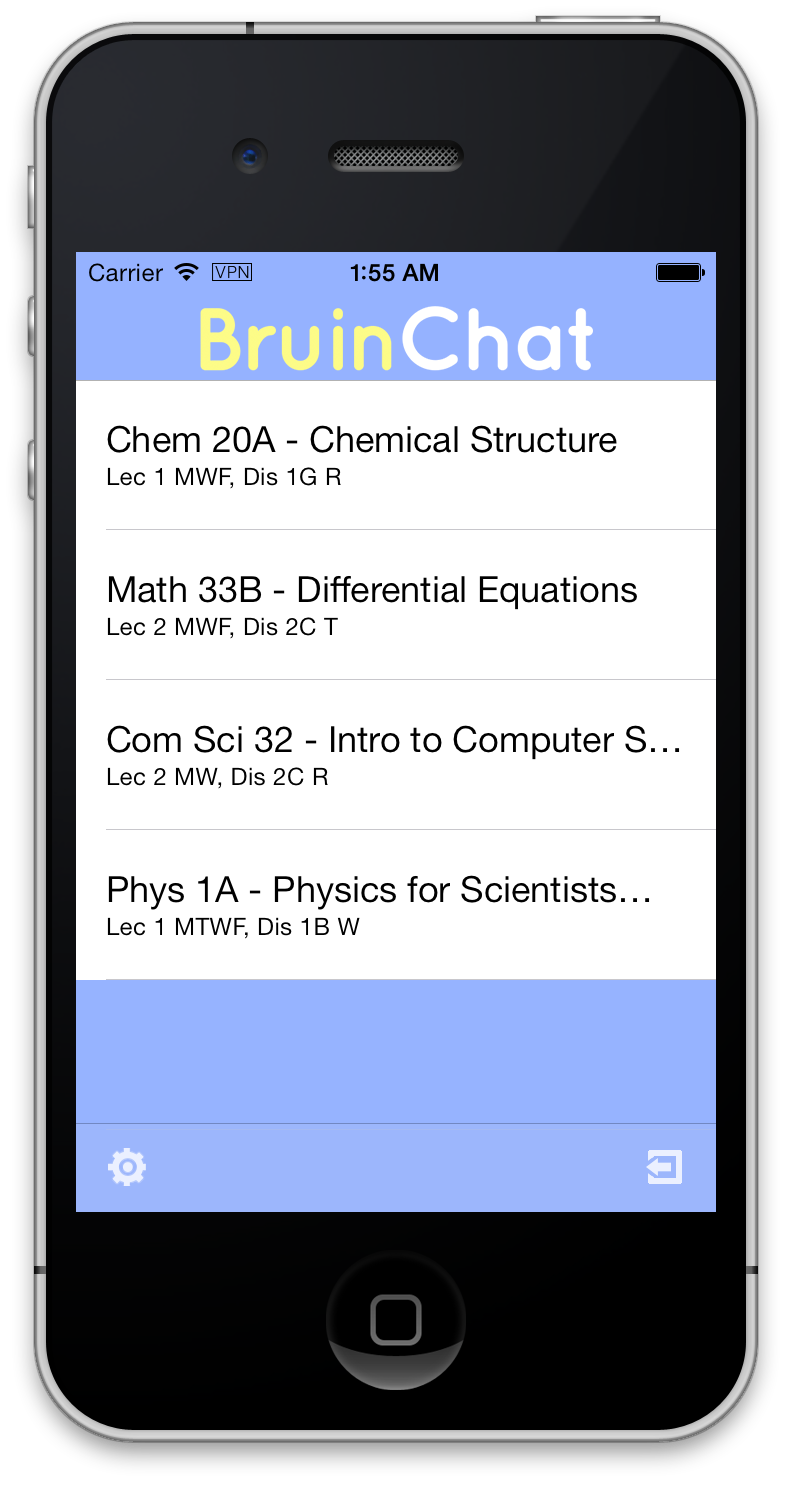 Carrier VPN 1:55 AM
BruinChat
Chem 20A - Chemical Structure
Lec 1 MWF, Dis 1G R
Math 33B - Differential Equations
Lec 2 MWF, Dis 2C T
Com Sci 32 - Intro to Computer S…
Lec 2 MW, Dis 2C R
Phys 1A - Physics for Scientists…
Lec 1 MTWF, Dis 1B W